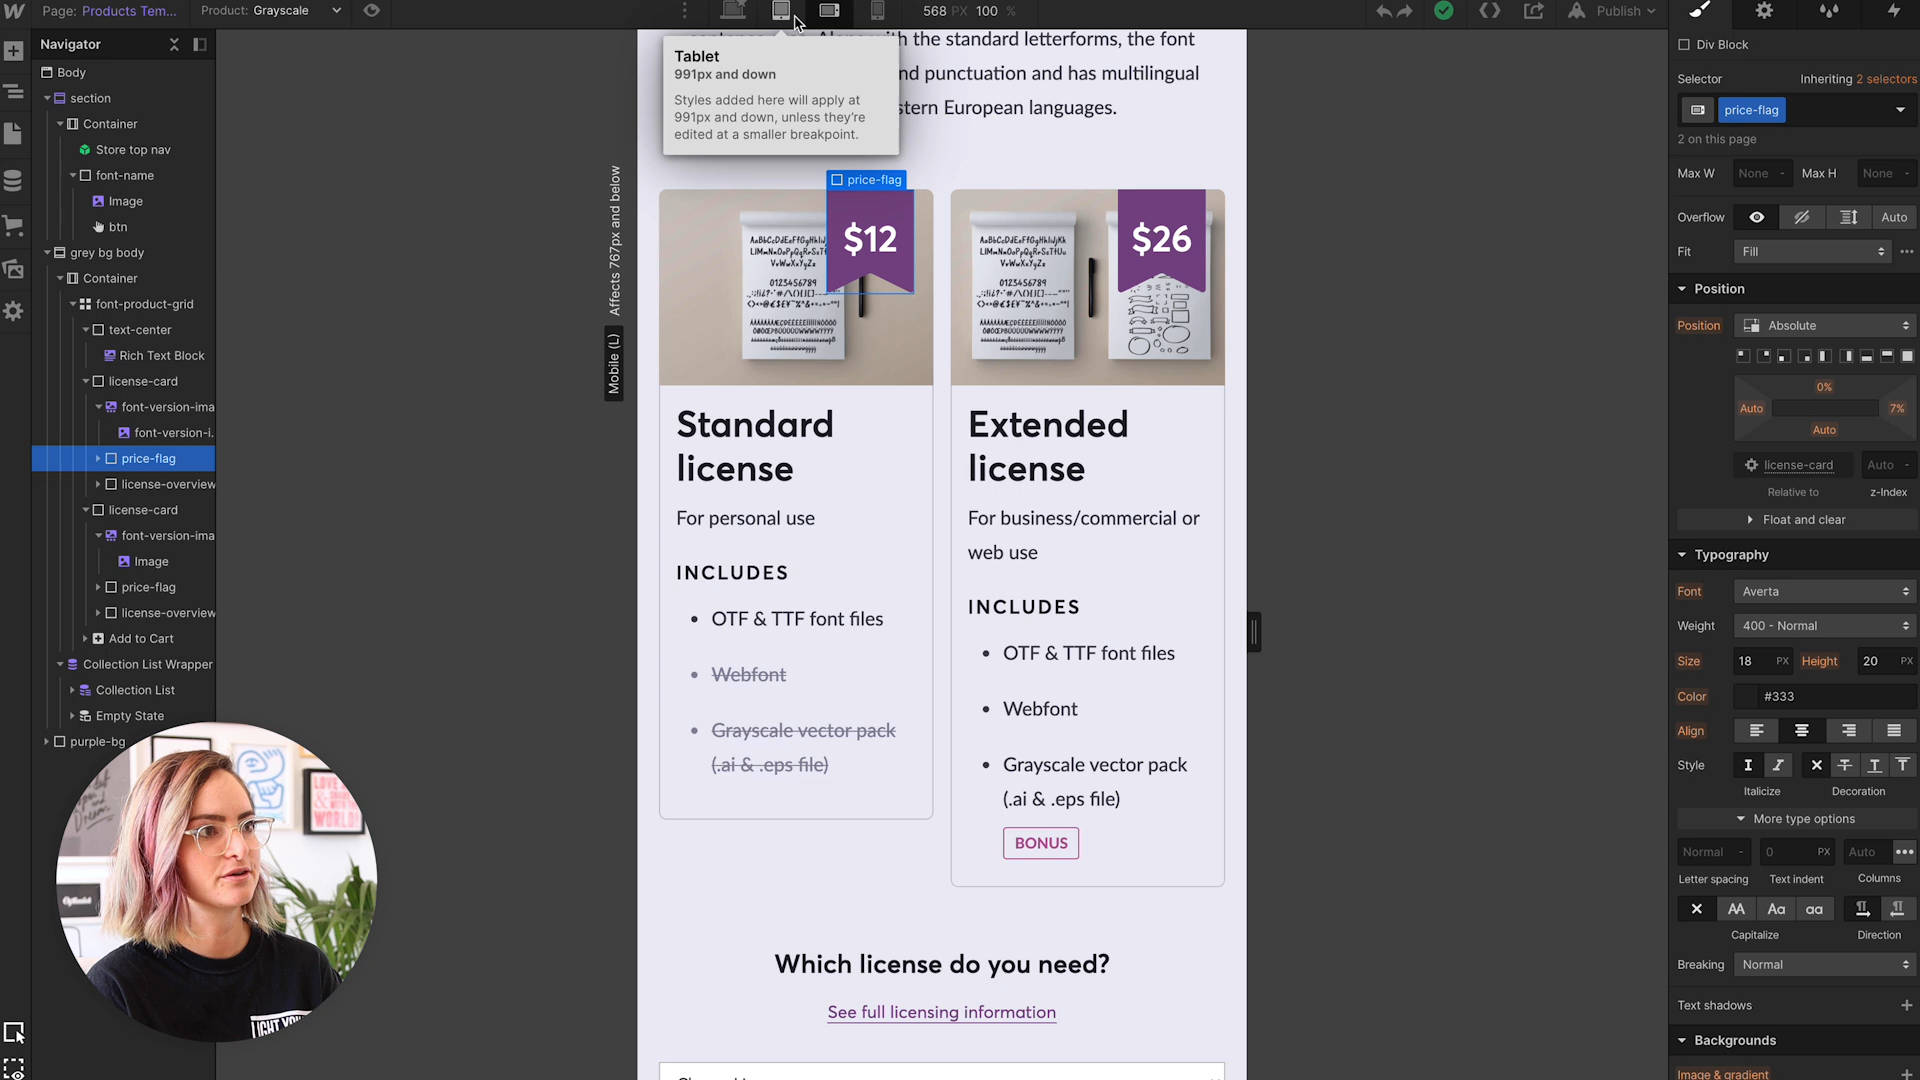 Page: Products Tem...
Product: Grayscale
568 PX 100 %
Publish
Navigator
Body
section
Container
Store top nav
font-name
Image
btn
grey bg body
Container
font-product-grid
text-center
Rich Text Block
license-card
font-version-ima
font-version-i.
price-flag
license-overview
license-card
font-version-ima
Image
price-flag
license-overview
Add to Cart
Collection List Wrapper
Collection List
Empty State
purple-bg
Tablet
991px and down
Styles added here will apply at
991px and down, unless they're
edited at a smaller breakpoint.
the standard letterforms, the font
nd punctuation and has multilingual
stern European languages.
Affects 767px and below
Mobile (L)
price-flag
$12
$26
Standard
license
For personal use
INCLUDES
• OTF & TTF font files
• Webfont
• Grayscale vector pack
(.ai & .eps file)
Extended
license
For business/commercial or
web use
INCLUDES
• OTF & TTF font files
• Webfont
• Grayscale vector pack
(.ai & .eps file)
BONUS
Which license do you need?
See full licensing information
Div Block
Selector
Inheriting 2 selectors
price-flag
2 on this page
Max W None -
Max H None -
Overflow
Auto
Fit
Fill
Position
Position
Absolute
0%
Auto
7%
Auto
license-card
Auto -
Relative to
z-Index
Float and clear
Typography
Font
Averta
Weight
400 - Normal
Size 18 PX
Height 20 PX
Color
#333
Align
Style
Italicize
Decoration
More type options
Normal -
0 PX
Auto
Letter spacing
Text indent
Columns
AA Aa aa
Capitalize
Direction
Breaking
Normal
Text shadows
Backgrounds
Image & gradient